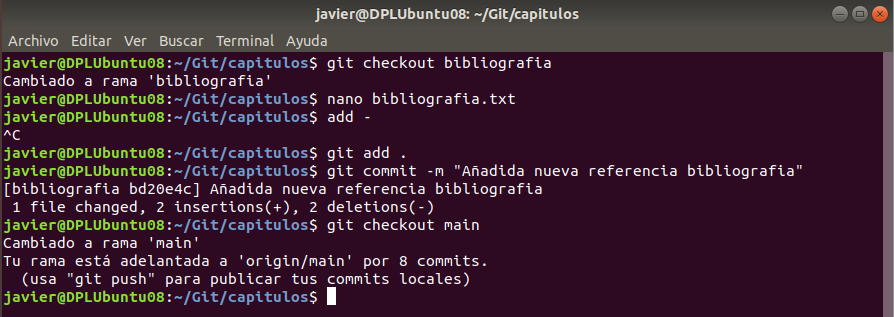 javier@DPLUbuntu08: ~/Git/capitulos
Archivo Editar Ver Buscar Terminal Ayuda
javier@DPLUbuntu08:~/Git/capitulos$ git checkout bibliografia
Cambiado a rama 'bibliografia'
javier@DPLUbuntu08:~/Git/capitulos$ nano bibliografia.txt
javier@DPLUbuntu08:~/Git/capitulos$ add -
^C
javier@DPLUbuntu08:~/Git/capitulos$ git add .
javier@DPLUbuntu08:~/Git/capitulos$ git commit -m "Añadida nueva referencia bibliografia"
[bibliografia bd20e4c] Añadida nueva referencia bibliografia
 1 file changed, 2 insertions(+), 2 deletions(-)
javier@DPLUbuntu08:~/Git/capitulos$ git checkout main
Cambiado a rama 'main'
Tu rama está adelantada a 'origin/main' por 8 commits.
  (usa "git push" para publicar tus commits locales)
javier@DPLUbuntu08:~/Git/capitulos$